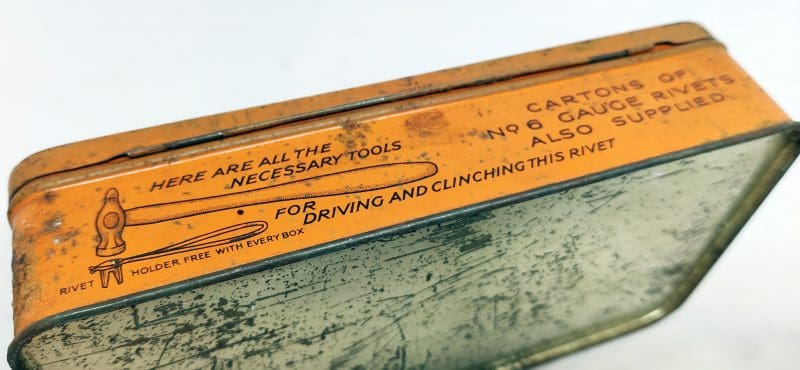 HERE ARE ALL THE
NECESSARY TOOLS
FOR
DRIVING AND CLINCHING THIS RIVET
RIVET HOLDER FREE WITH EVERY BOX
CARTONS OF
Nº 6 GAUGE RIVETS
ALSO SUPPLIED